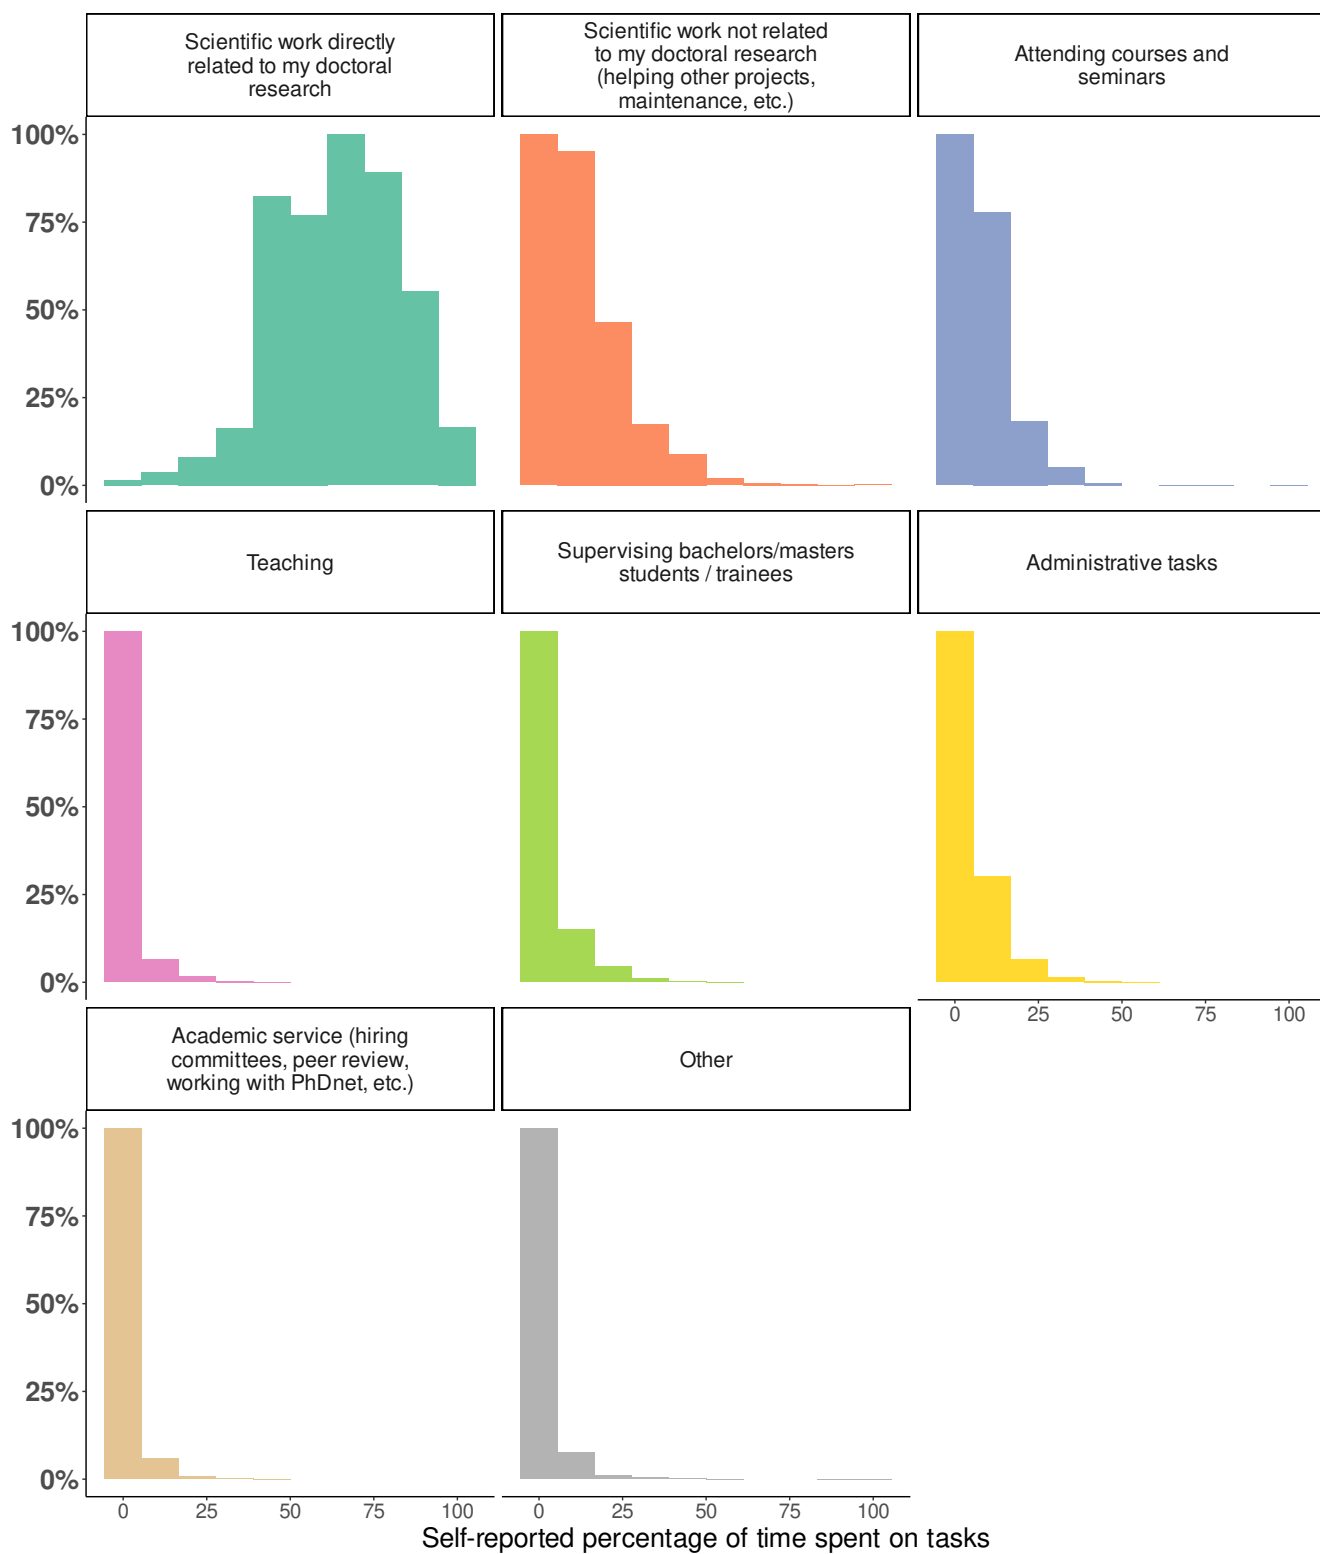 Scientific work directly
related to my doctoral
research
Scientific work not related
to my doctoral research
(helping other projects,
maintenance, etc.)
Attending courses and
seminars
100%
75%
50%
25%
0%
Teaching
Supervising bachelors/masters
students / trainees
Administrative tasks
100%
75%
50%
25%
0%
0 25 50 75 100
Academic service (hiring
committees, peer review,
working with PhDnet, etc.)
Other
100%
75%
50%
25%
0%
0 25 50 75 100
0 25 50 75 100
Self-reported percentage of time spent on tasks